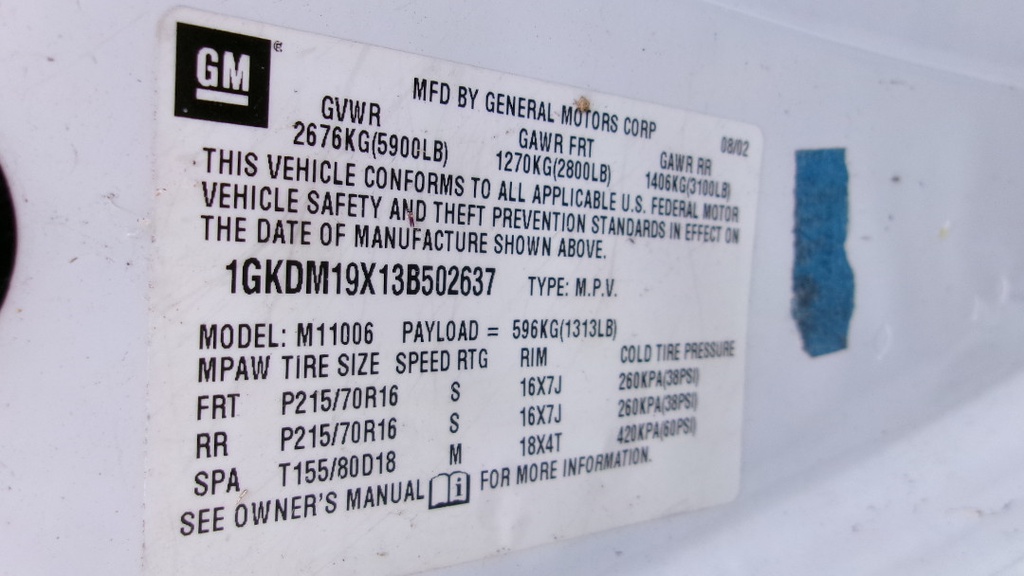 GM ®
MFD BY GENERAL MOTORS CORP
08/02
GVWR GAWR FRT GAWR RR
2676KG(5900LB) 1270KG(2800LB) 1406KG(3100LB)
THIS VEHICLE CONFORMS TO ALL APPLICABLE U.S. FEDERAL MOTOR
VEHICLE SAFETY AND THEFT PREVENTION STANDARDS IN EFFECT ON
THE DATE OF MANUFACTURE SHOWN ABOVE.
1GKDM19X13B502637 TYPE: M.P.V.
MODEL: M11006 PAYLOAD = 596KG(1313LB)
MPAW TIRE SIZE SPEED RTG RIM COLD TIRE PRESSURE
FRT P215/70R16 S 16X7J 260KPA(38PSI)
RR P215/70R16 S 16X7J 260KPA(38PSI)
SPA T155/80D18 M 18X4T 420KPA(60PSI)
SEE OWNER'S MANUAL i FOR MORE INFORMATION.